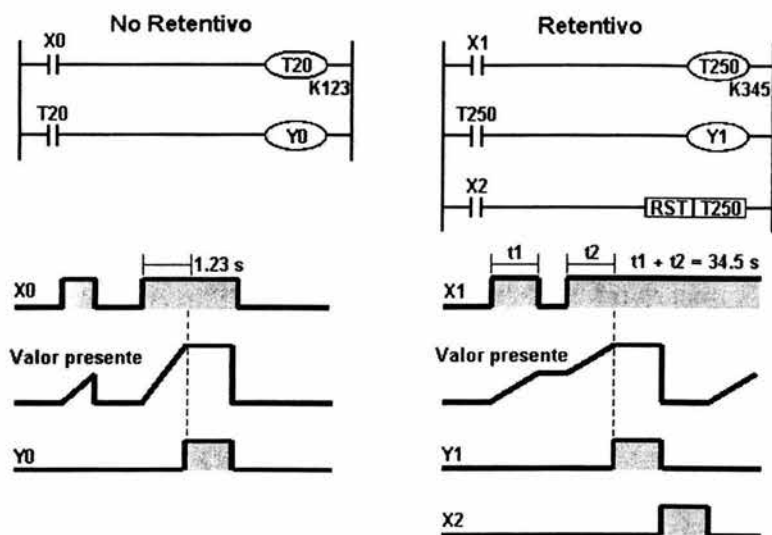 No Retentivo
X0
T20
K123
T20
Y0
1.23 s
X0
Valor presente
Y0
Retentivo
X1
T250
K345
T250
Y1
X2
RST T250
t1 t2 t1 + t2 = 34.5 s
X1
Valor presente
Y1
X2